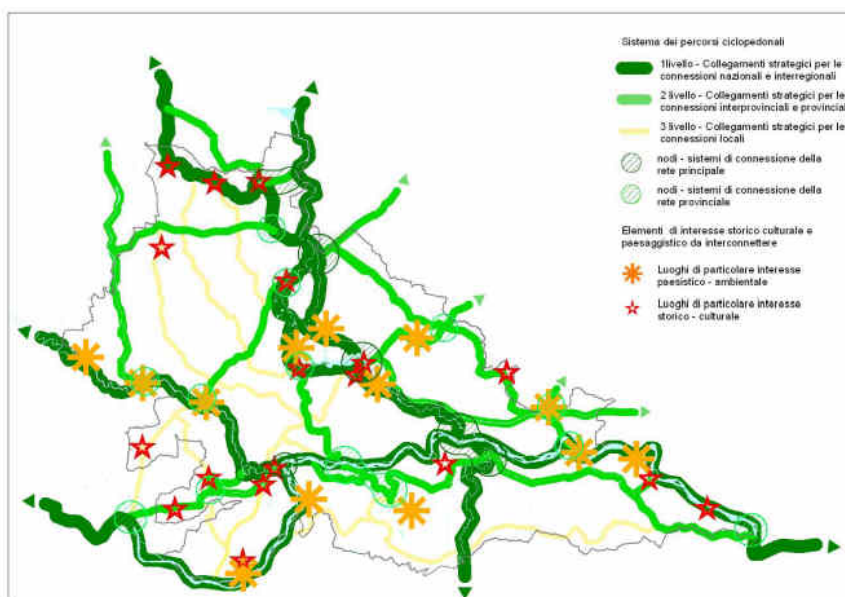 Sistema dei percorsi ciclopedonali
1livello - Collegamenti strategici per le
connessioni nazionali e interregionali
2 livello - Collegamenti strategici per le
connessioni interprovinciali e provincial
3 livello - Collegamenti strategici per le
connessioni locali
nodi - sistemi di connessione della
rete principale
nodi - sistemi di connessione della
rete provinciale
Elementi di interesse storico culturale e
paesaggistico da interconnettere
Luoghi di particolare interesse
paesistico - ambientale
Luoghi di particolare interesse
storico - culturale